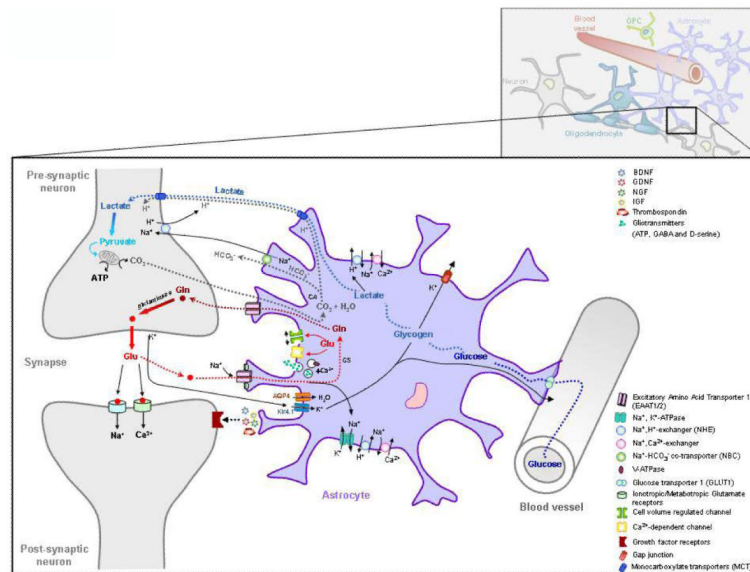 Blood
vessel
OPC
Astrocyte
Neuron
Oligodendrocyte
Pre-synaptic
neuron
Lactate
H⁺
Lactate
H⁺
H⁺
Na⁺
H⁺
Pyruvate
CO₂
ATP
HCO₃⁻
Na⁺
HCO₃⁻
CA
CO₂ + H₂O
H⁺
Na⁺
Ca²⁺
K⁺
Lactate
Glycogen
Glucose
glutaminase
Gln
Gln
Glu
GS
Synapse
Glu
K⁺
Na⁺
Ca²⁺
AQP4
H₂O
Kir4.1
K⁺
Na⁺
Ca²⁺
Na⁺
Na⁺
K⁺
H⁺
Ca²⁺
Astrocyte
Glucose
Blood vessel
Post-synaptic
neuron
BDNF
GDNF
NGF
IGF
Thrombospondin
Gliotransmitters
(ATP, GABA and D-serine)
Excitatory Amino Acid Transporter 1
(EAAT1/2)
Na⁺, K⁺-ATPase
Na⁺, H⁺-exchanger (NHE)
Na⁺, Ca²⁺-exchanger
Na⁺-HCO₃⁻ co-transporter (NBC)
V-ATPase
Glucose transporter 1 (GLUT1)
Ionotropic/Metabotropic Glutamate
receptors
Cell volume regulated channel
Ca²⁺-dependent channel
Growth factor receptors
Gap junction
Monocarboxylate transporters (MCT)